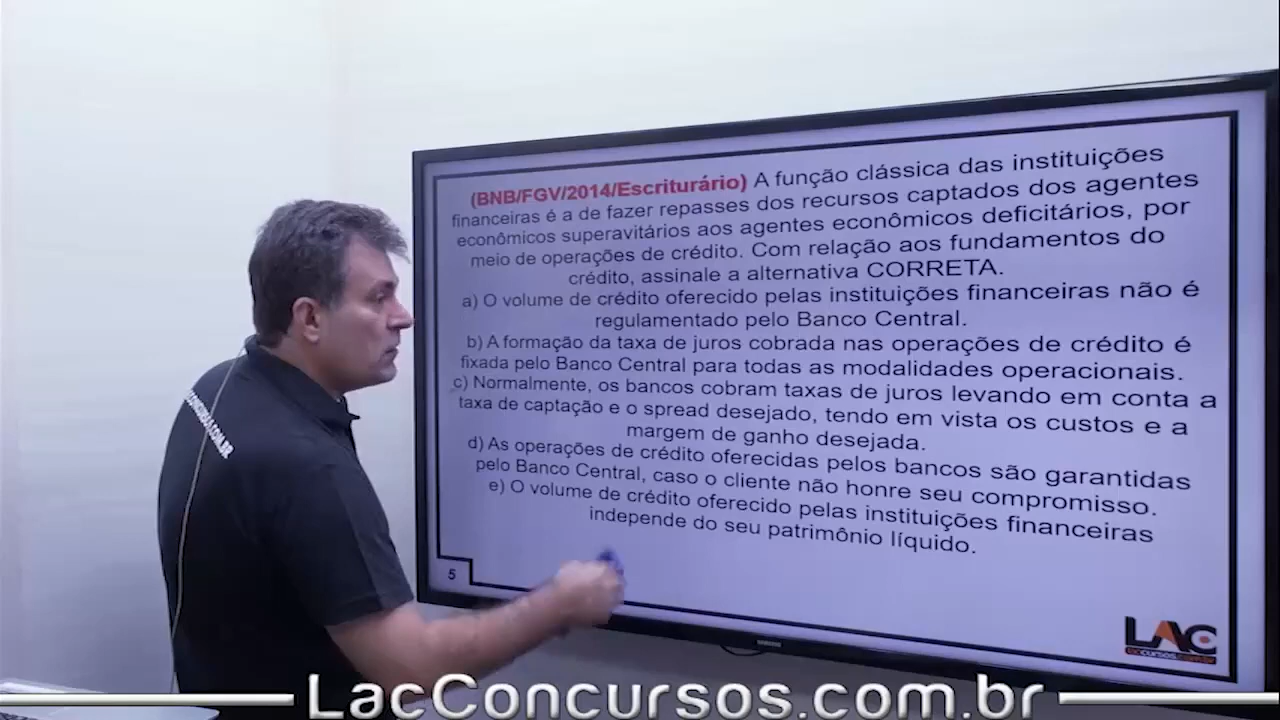 (BNB/FGV/2014/Escriturário) A função clássica das instituições
financeiras é a de fazer repasses dos recursos captados dos agentes
econômicos superavitários aos agentes econômicos deficitários, por
meio de operações de crédito. Com relação aos fundamentos do
crédito, assinale a alternativa CORRETA.
a) O volume de crédito oferecido pelas instituições financeiras não é
regulamentado pelo Banco Central.
b) A formação da taxa de juros cobrada nas operações de crédito é
fixada pelo Banco Central para todas as modalidades operacionais.
c) Normalmente, os bancos cobram taxas de juros levando em conta a
taxa de captação e o spread desejado, tendo em vista os custos e a
margem de ganho desejada.
d) As operações de crédito oferecidas pelos bancos são garantidas
pelo Banco Central, caso o cliente não honre seu compromisso.
e) O volume de crédito oferecido pelas instituições financeiras
independe do seu patrimônio líquido.
5
LAC
SAMSUNG
LacConcursos.com.br